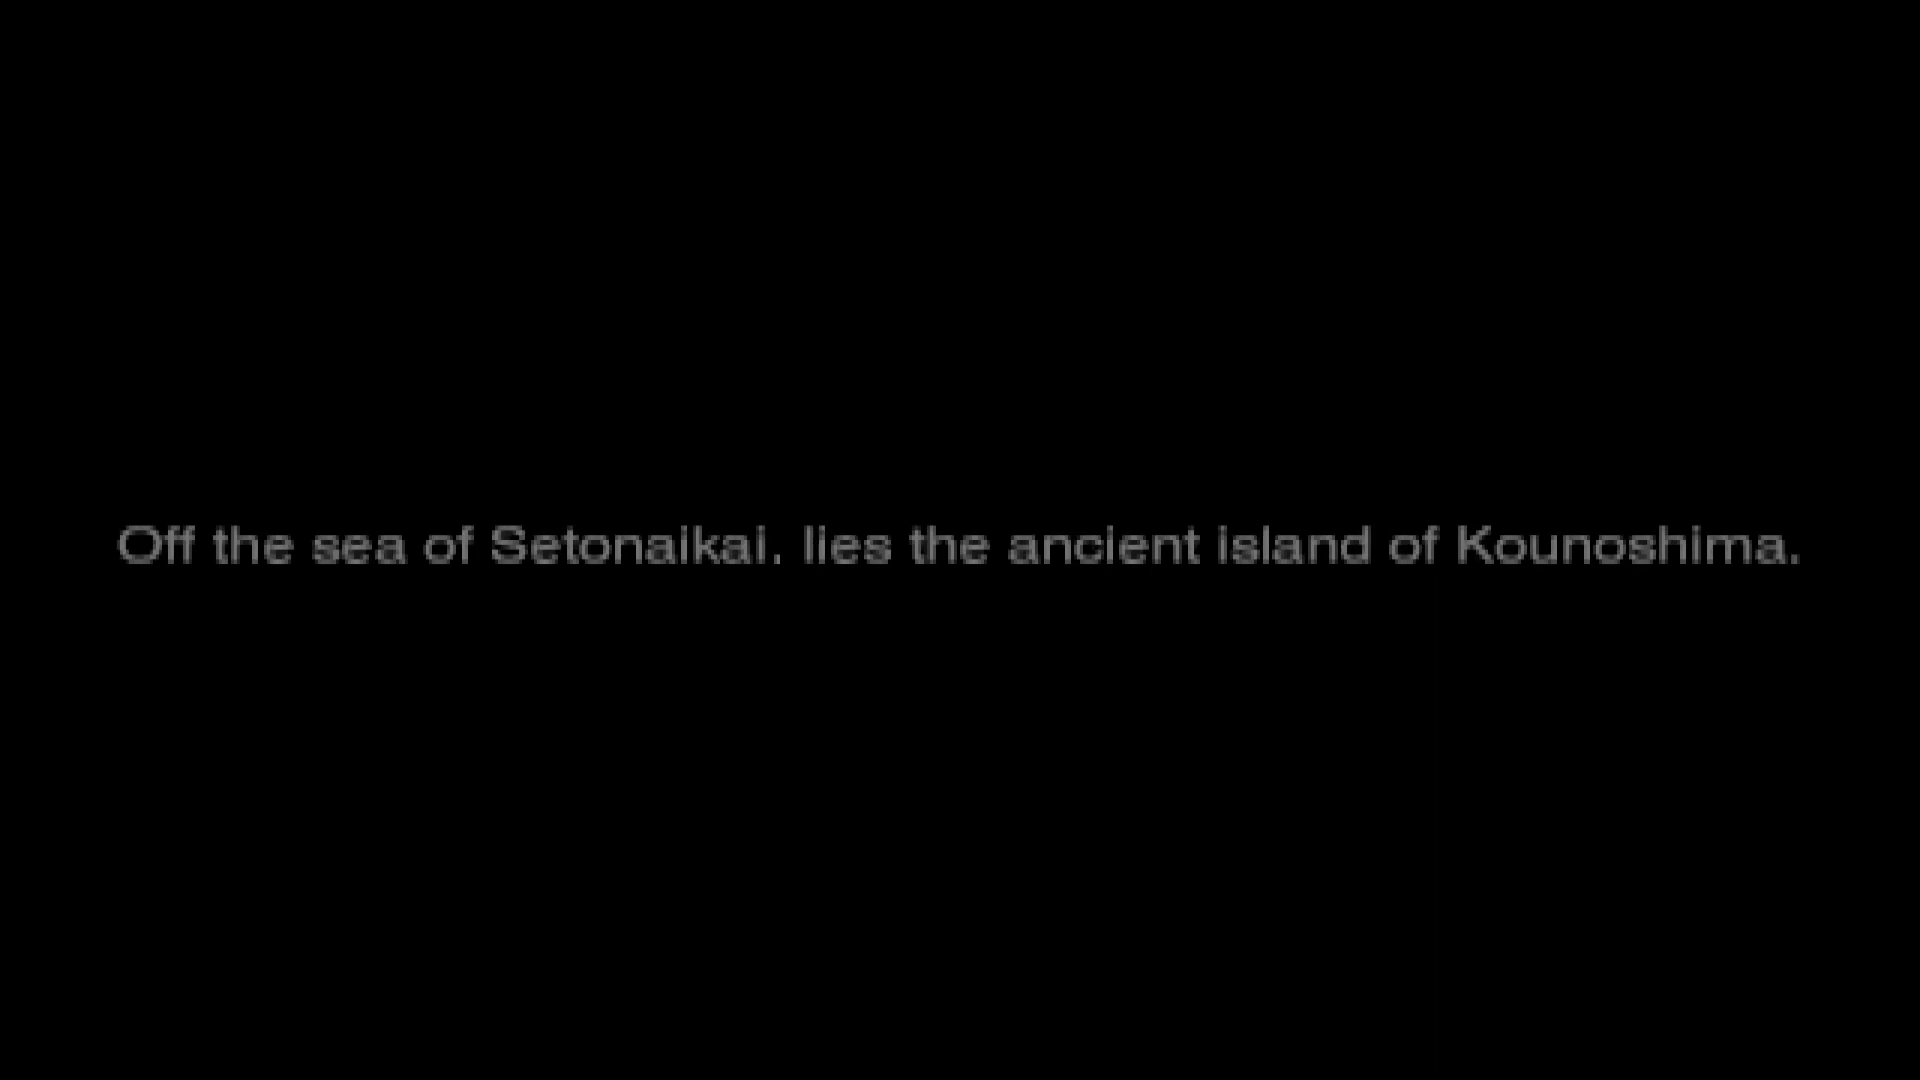 Off the sea of Setonaikai. lies the ancient island of Kounoshima.